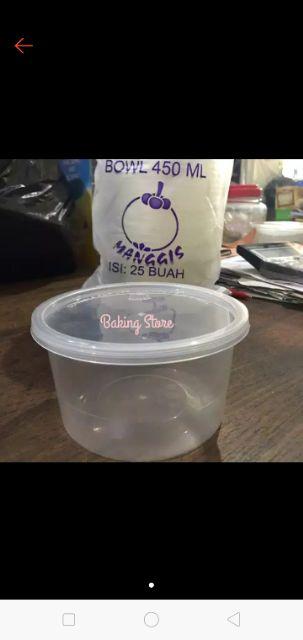 BOWL 450 ML
MANGGIS
ISI: 25 BUAH
Baking Store